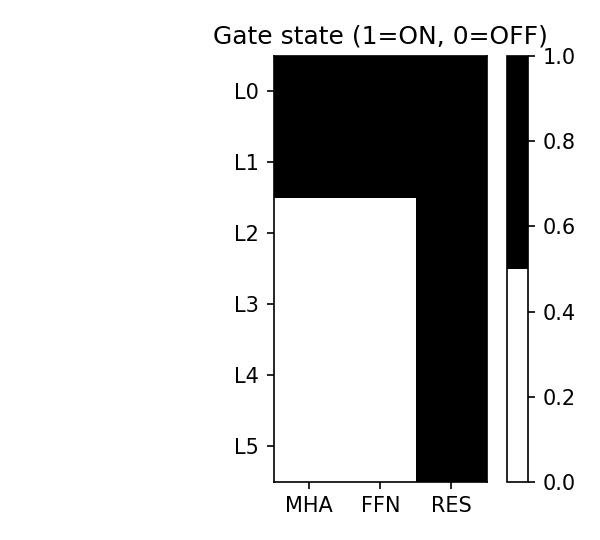 Gate state (1=ON, 0=OFF)
L0
L1
L2
L3
L4
L5
MHA FFN RES
1.0
0.8
0.6
0.4
0.2
0.0